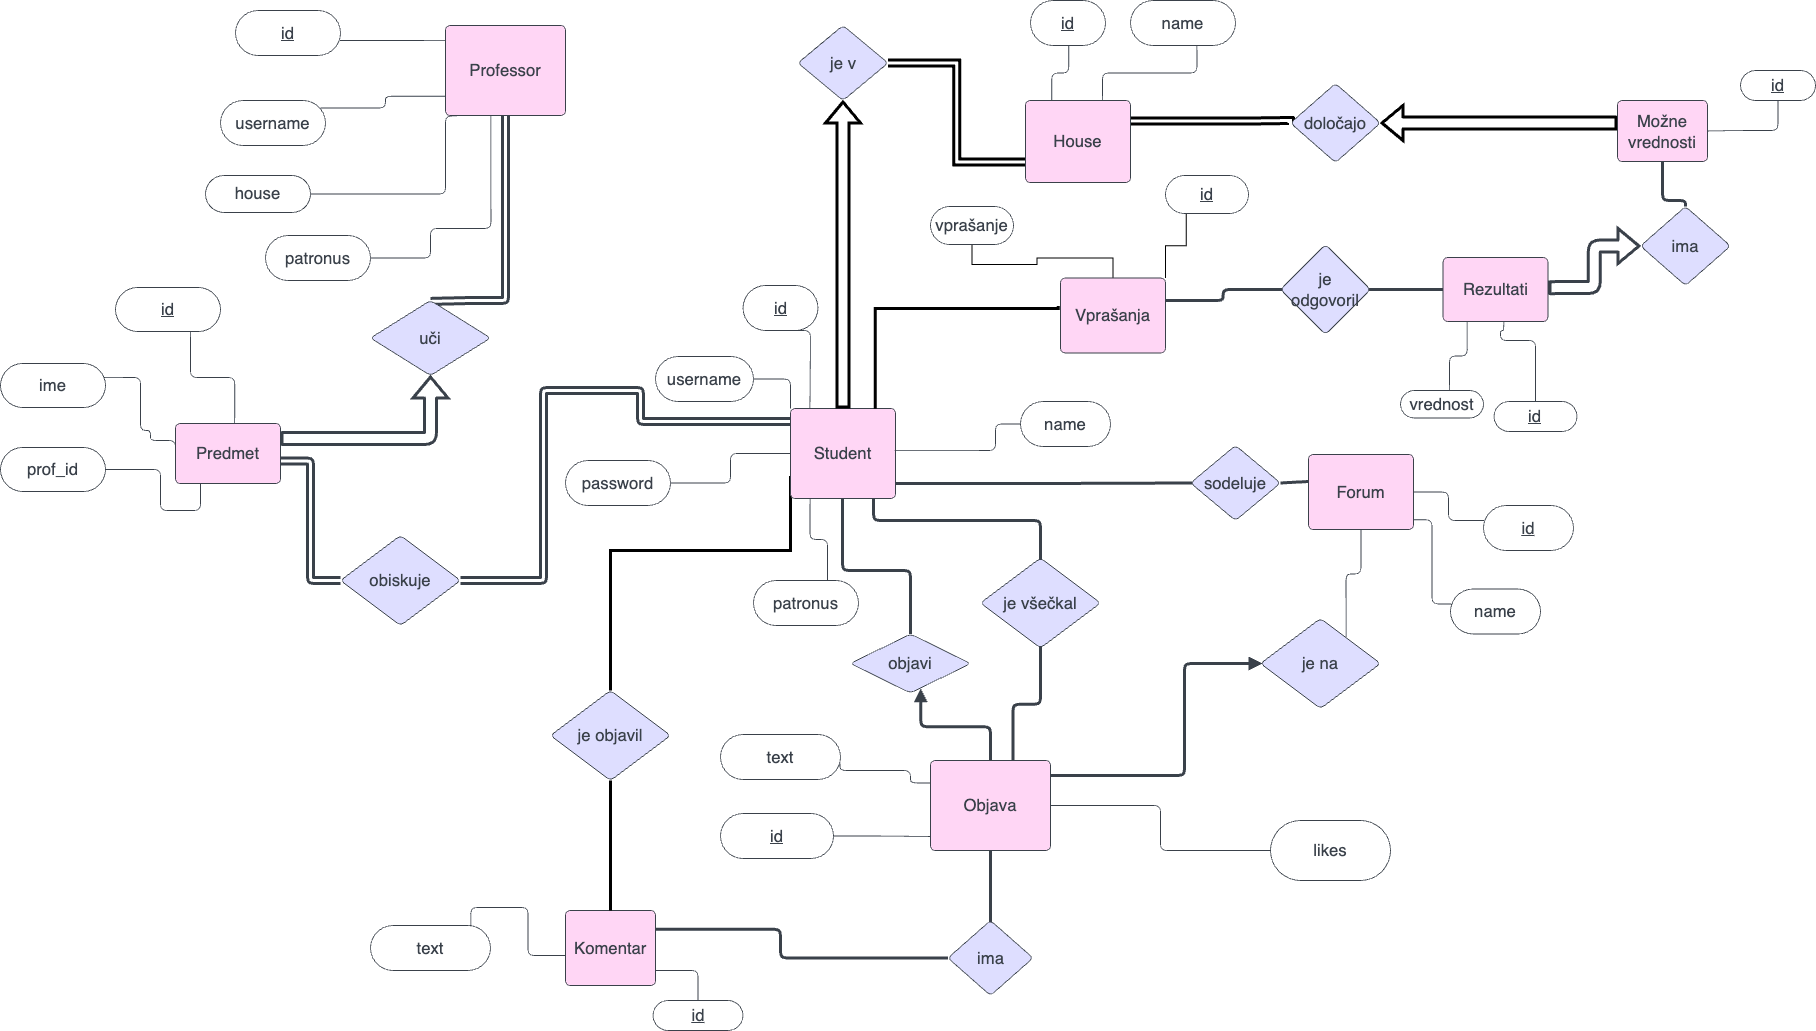 id
Professor
username
house
patronus
uči
id
ime
prof_id
Predmet
obiskuje
je v
id
name
House
določajo
Možne
vrednosti
id
ima
vprašanje
id
Vprašanja
je
odgovoril
Rezultati
vrednost
id
id
username
password
Student
name
patronus
sodeluje
Forum
id
name
je na
je všečkal
objavi
je objavil
text
id
Objava
likes
text
Komentar
id
ima